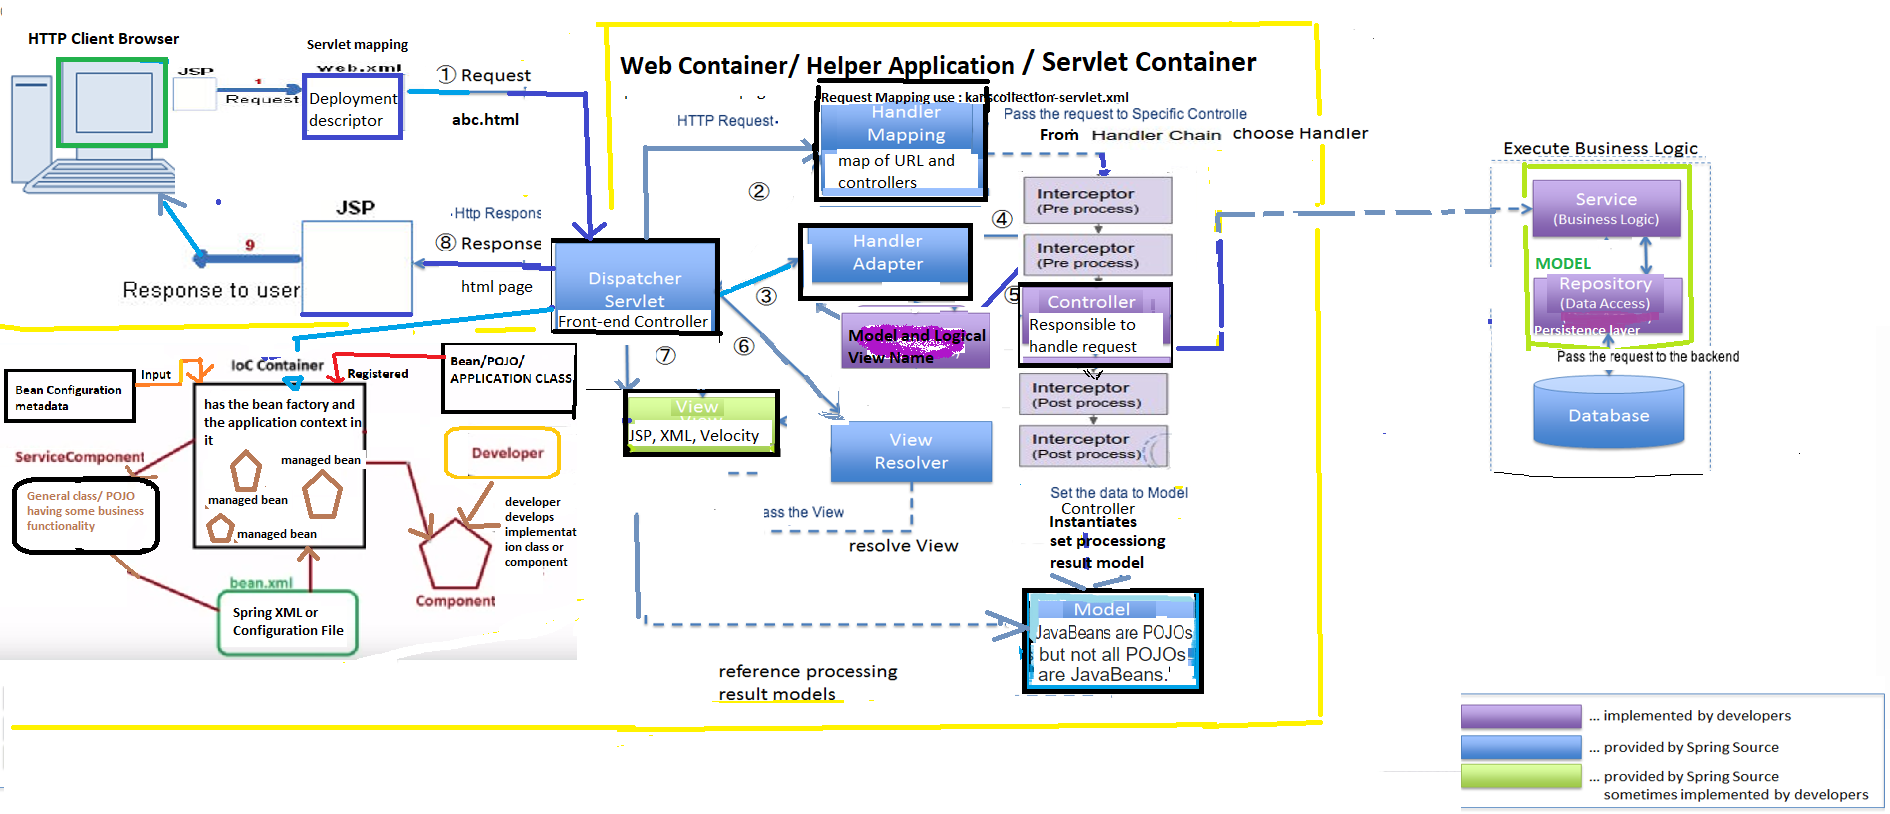 HTTP Client Browser
JSP
1
Request
Servlet mapping
web.xml
Deployment
descriptor
① Request
abc.html
Web Container/ Helper Application / Servlet Container
Request Mapping use : kanscollection-servlet.xml
HTTP Request
Handler
Mapping
map of URL and
controllers
②
Pass the request to Specific Controlle
From Handler Chain choose Handler
Interceptor
(Pre process)
④
Interceptor
(Pre process)
Handler
Adapter
③
⑤
Controller
Responsible to
handle request
Model and Logical
View Name
Interceptor
(Post process)
Interceptor
(Post process)
Execute Business Logic
Service
(Business Logic)
MODEL
Repository
(Data Access)
Persistence layer
Pass the request to the backend
Database
JSP
9
Response to user
Http Respons
⑧ Response
html page
Dispatcher
Servlet
Front-end Controller
⑦
⑥
View
JSP, XML, Velocity
View
Resolver
ass the View
resolve View
Set the data to Model
Controller
Instantiates
set processiong
result model
Model
JavaBeans are POJOs
but not all POJOs
are JavaBeans.'
reference processing
result models
IoC Container
Input
Registered
Bean Configuration
metadata
Bean/POJO/
APPLICATION CLASS
has the bean factory and
the application context in
it
managed bean
managed bean
managed bean
ServiceComponent
General class/ POJO
having some business
functionality
bean.xml
Spring XML or
Configuration File
Developer
developer
develops
implementat
ion class or
component
Component
... implemented by developers
... provided by Spring Source
... provided by Spring Source
sometimes implemented by developers